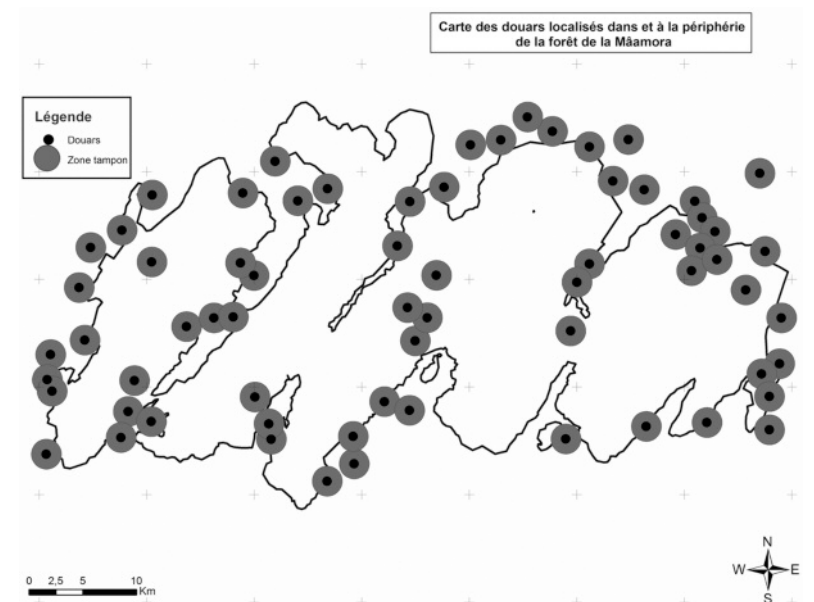 Carte des douars localisés dans et à la périphérie
de la forêt de la Mâamora
Légende
Douars
Zone tampon
N
W E
S
0 2,5 5 10
Km